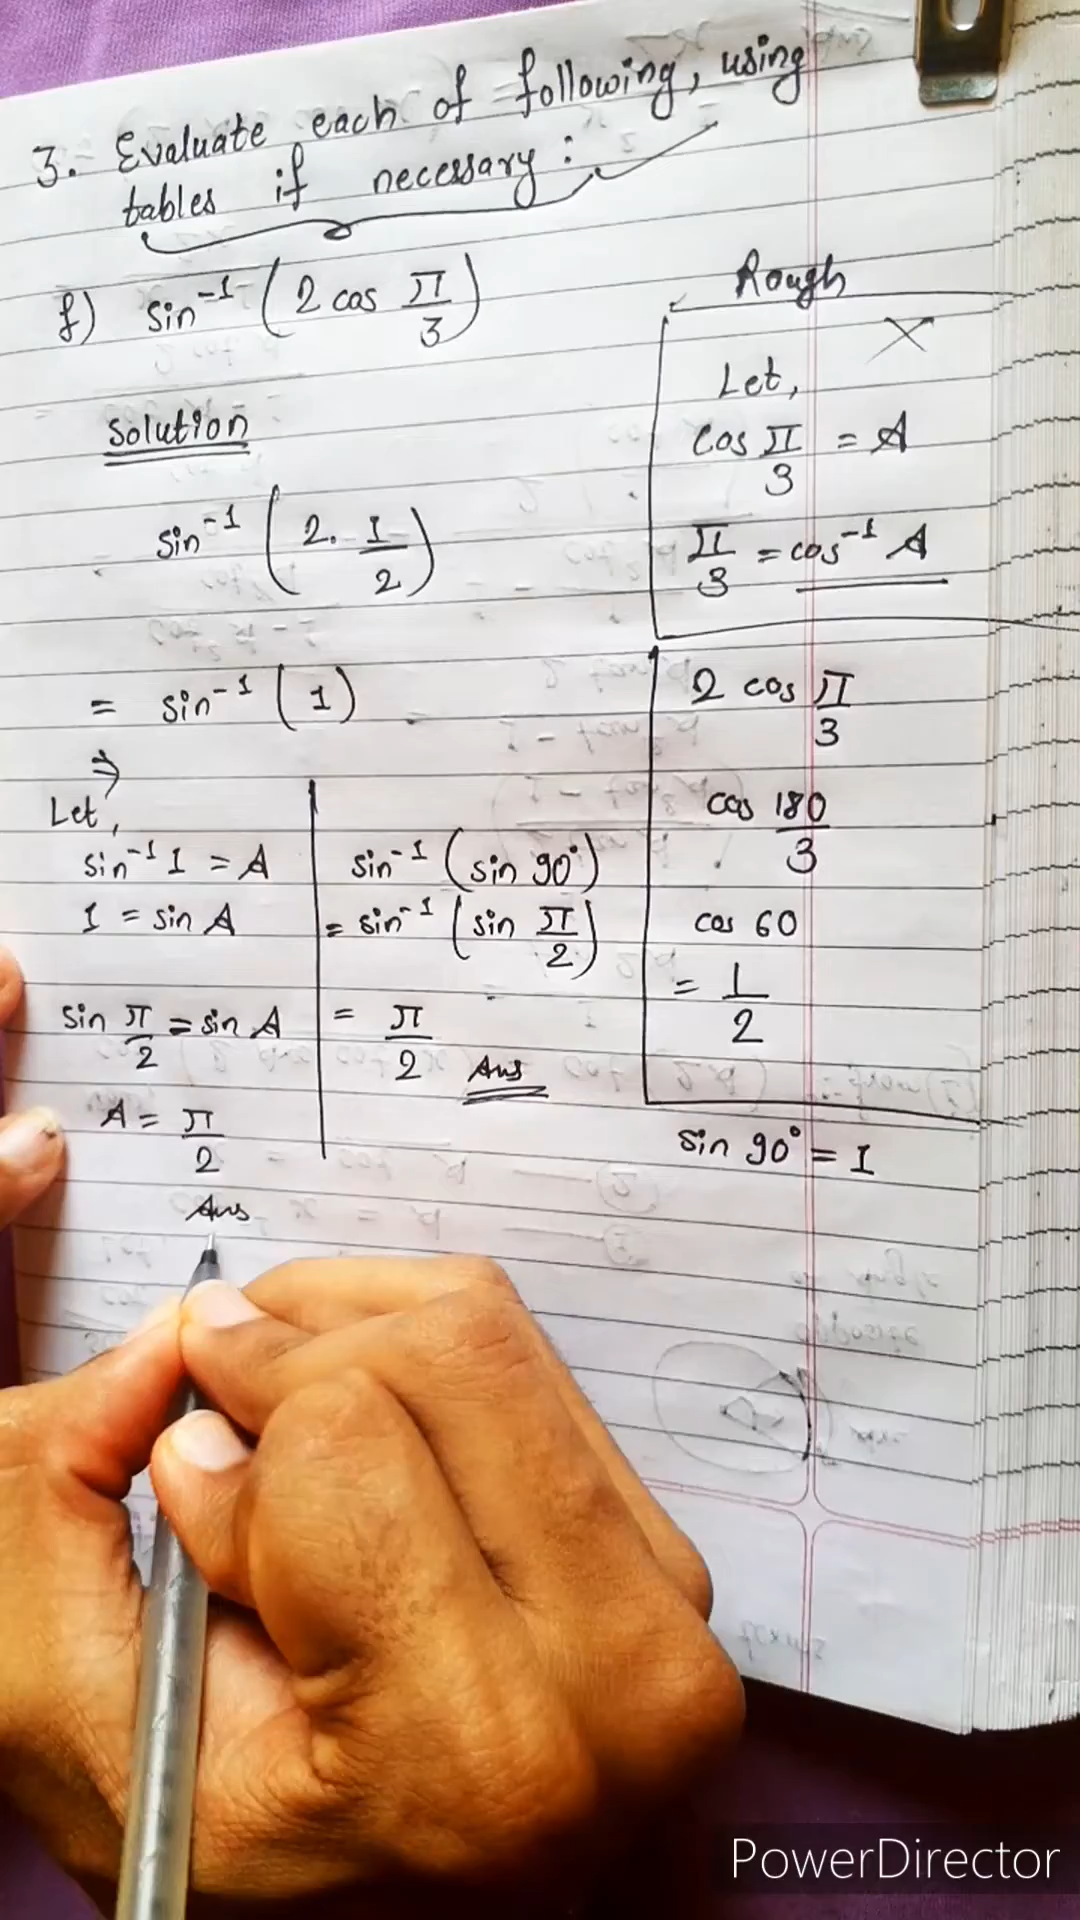 3. Evaluate each of following, using
tables if necessary:
f) sin⁻¹ (2 cos π/3)
Solution
sin⁻¹ (2. 1/2)
= sin⁻¹ (1)
⇒
Let,
sin⁻¹ 1 = A
1 = sin A
sin π/2 = sin A
A = π/2
Ans
sin⁻¹ (sin 90°)
= sin⁻¹ (sin π/2)
= π/2 Ans
Rough
Let,
cos π/3 = A
π/3 = cos⁻¹ A
2 cos π/3
cos 180/3
cos 60
= 1/2
sin 90° = 1
PowerDirector